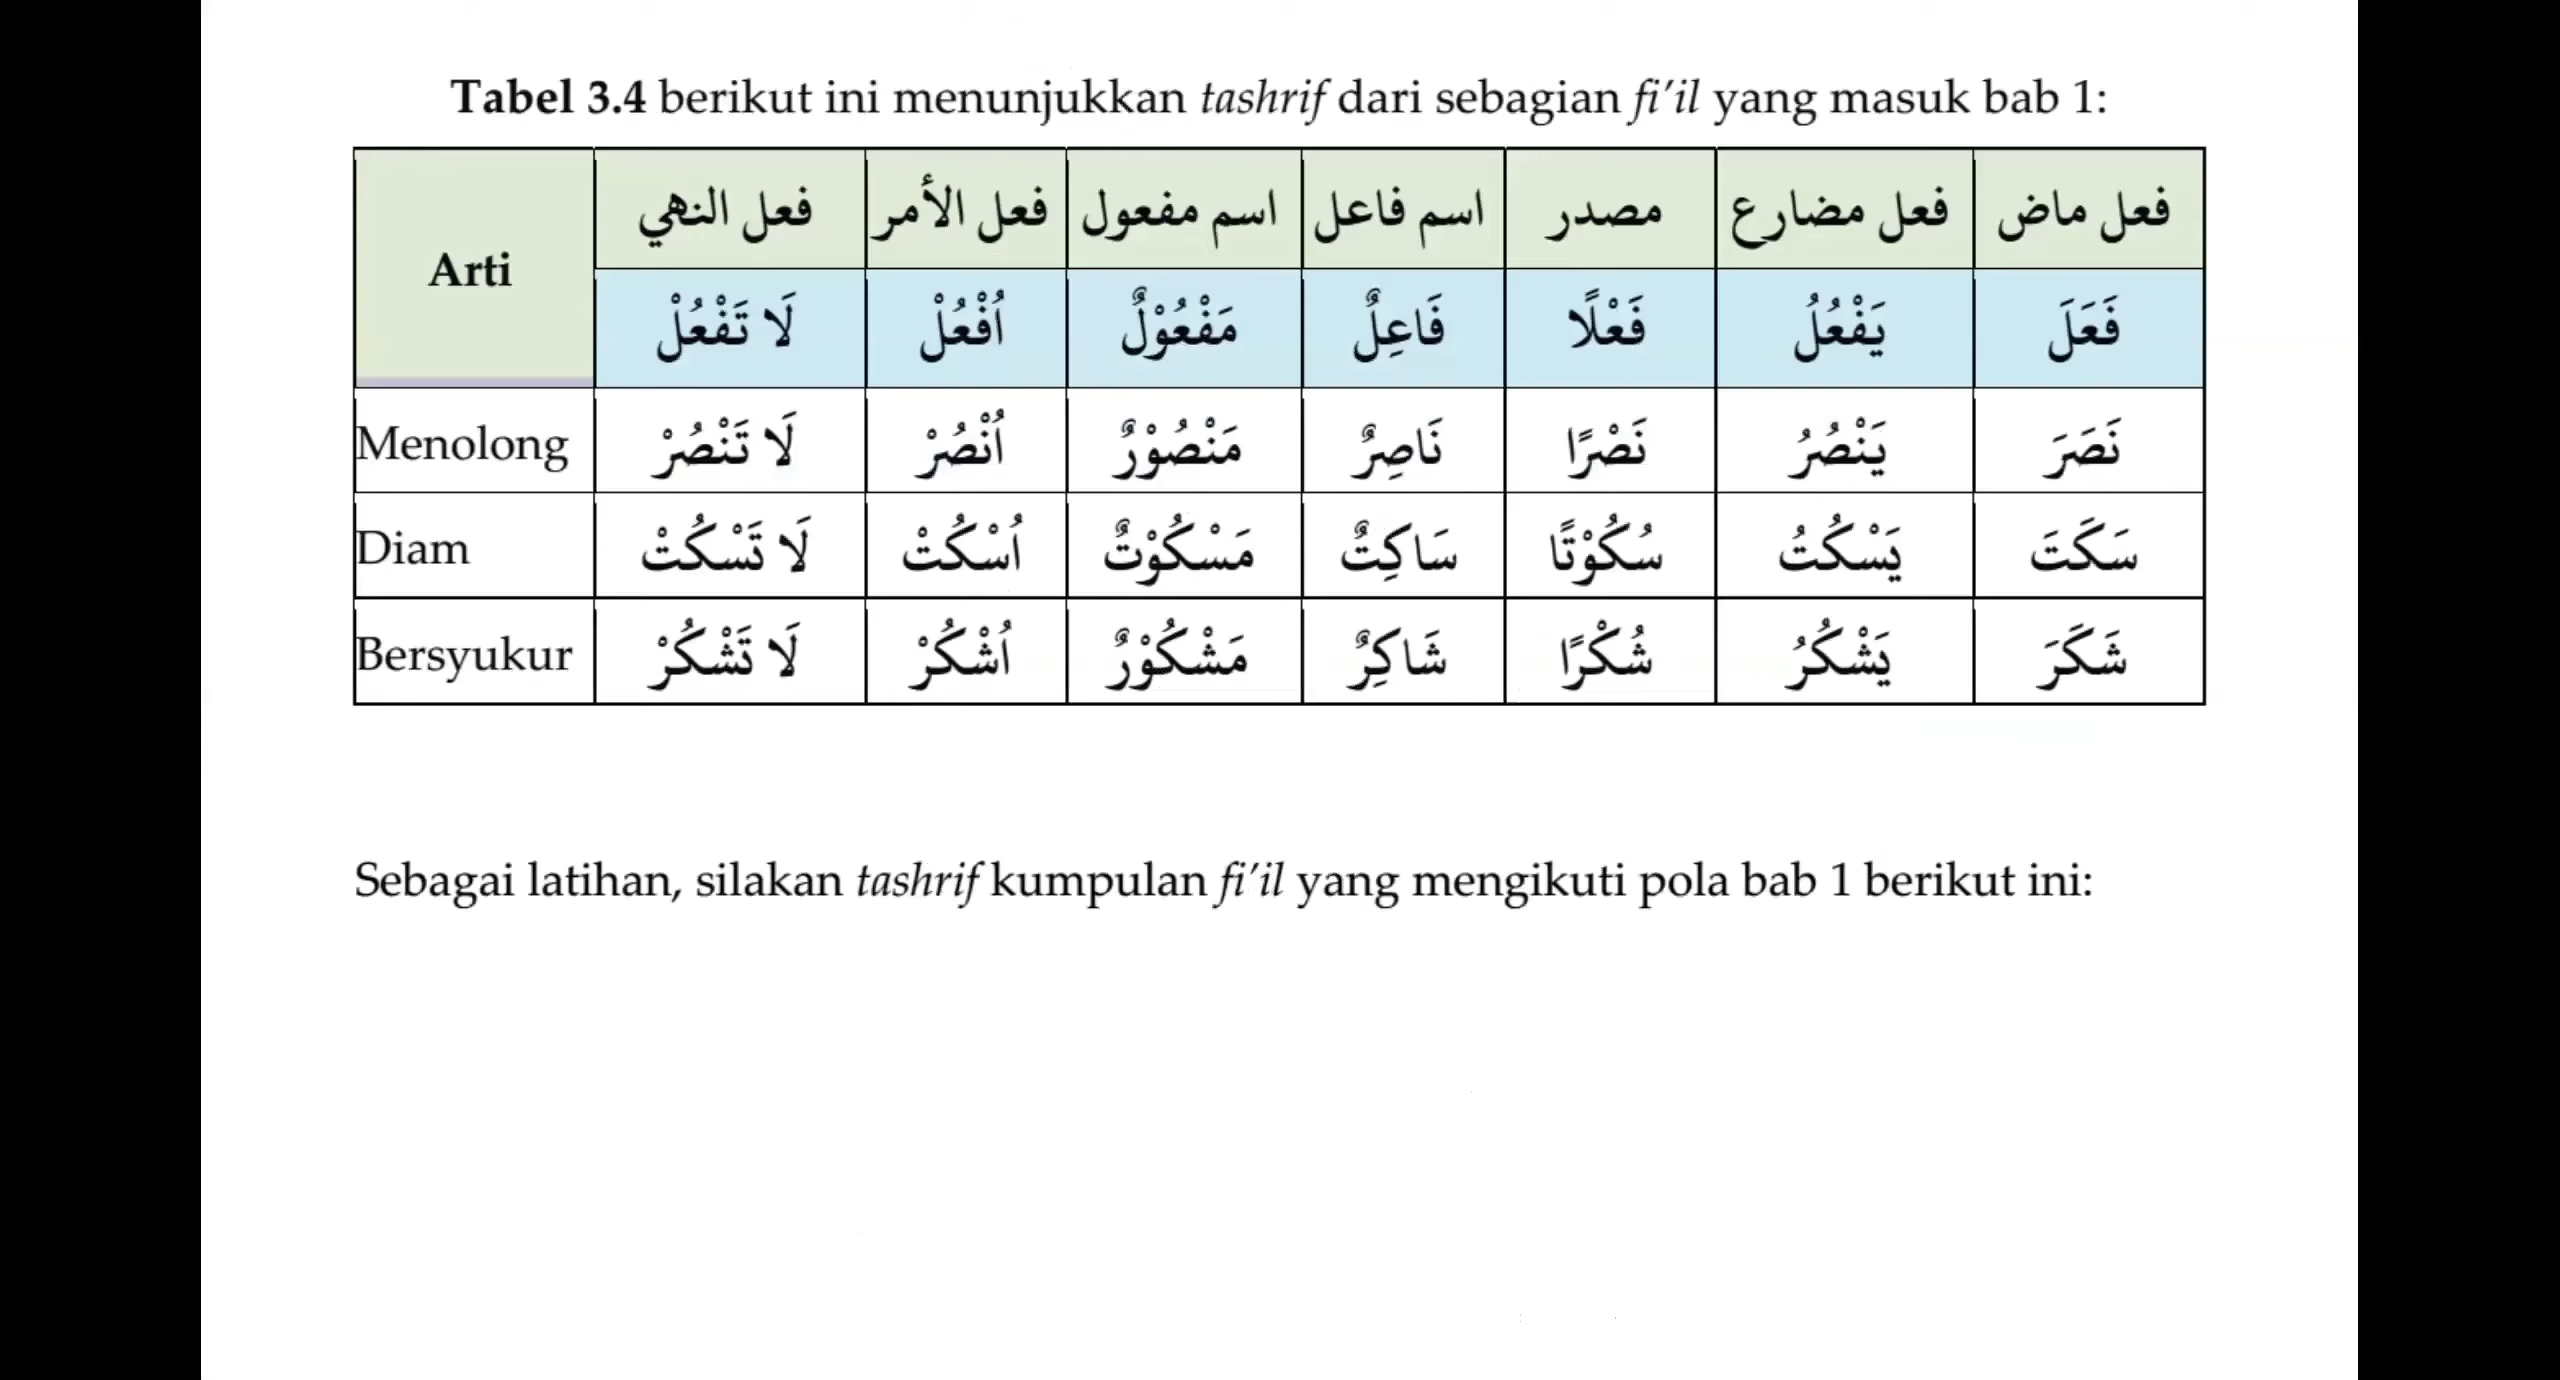 Tabel 3.4 berikut ini menunjukkan tashrif dari sebagian fi'il yang masuk bab 1:
فعل ماض فعل مضارع مصدر اسم فاعل اسم مفعول فعل الأمر فعل النهي Arti
فَعَلَ يَفْعُلُ فَعْلًا فَاعِلٌ مَفْعُوْلٌ اُفْعُلْ لَا تَفْعُلْ
نَصَرَ يَنْصُرُ نَصْرًا نَاصِرٌ مَنْصُوْرٌ اُنْصُرْ لَا تَنْصُرْ Menolong
سَكَتَ يَسْكُتُ سُكُوْتًا سَاكِتٌ مَسْكُوْتٌ اُسْكُتْ لَا تَسْكُتْ Diam
شَكَرَ يَشْكُرُ شُكْرًا شَاكِرٌ مَشْكُوْرٌ اُشْكُرْ لَا تَشْكُرْ Bersyukur
Sebagai latihan, silakan tashrif kumpulan fi'il yang mengikuti pola bab 1 berikut ini: